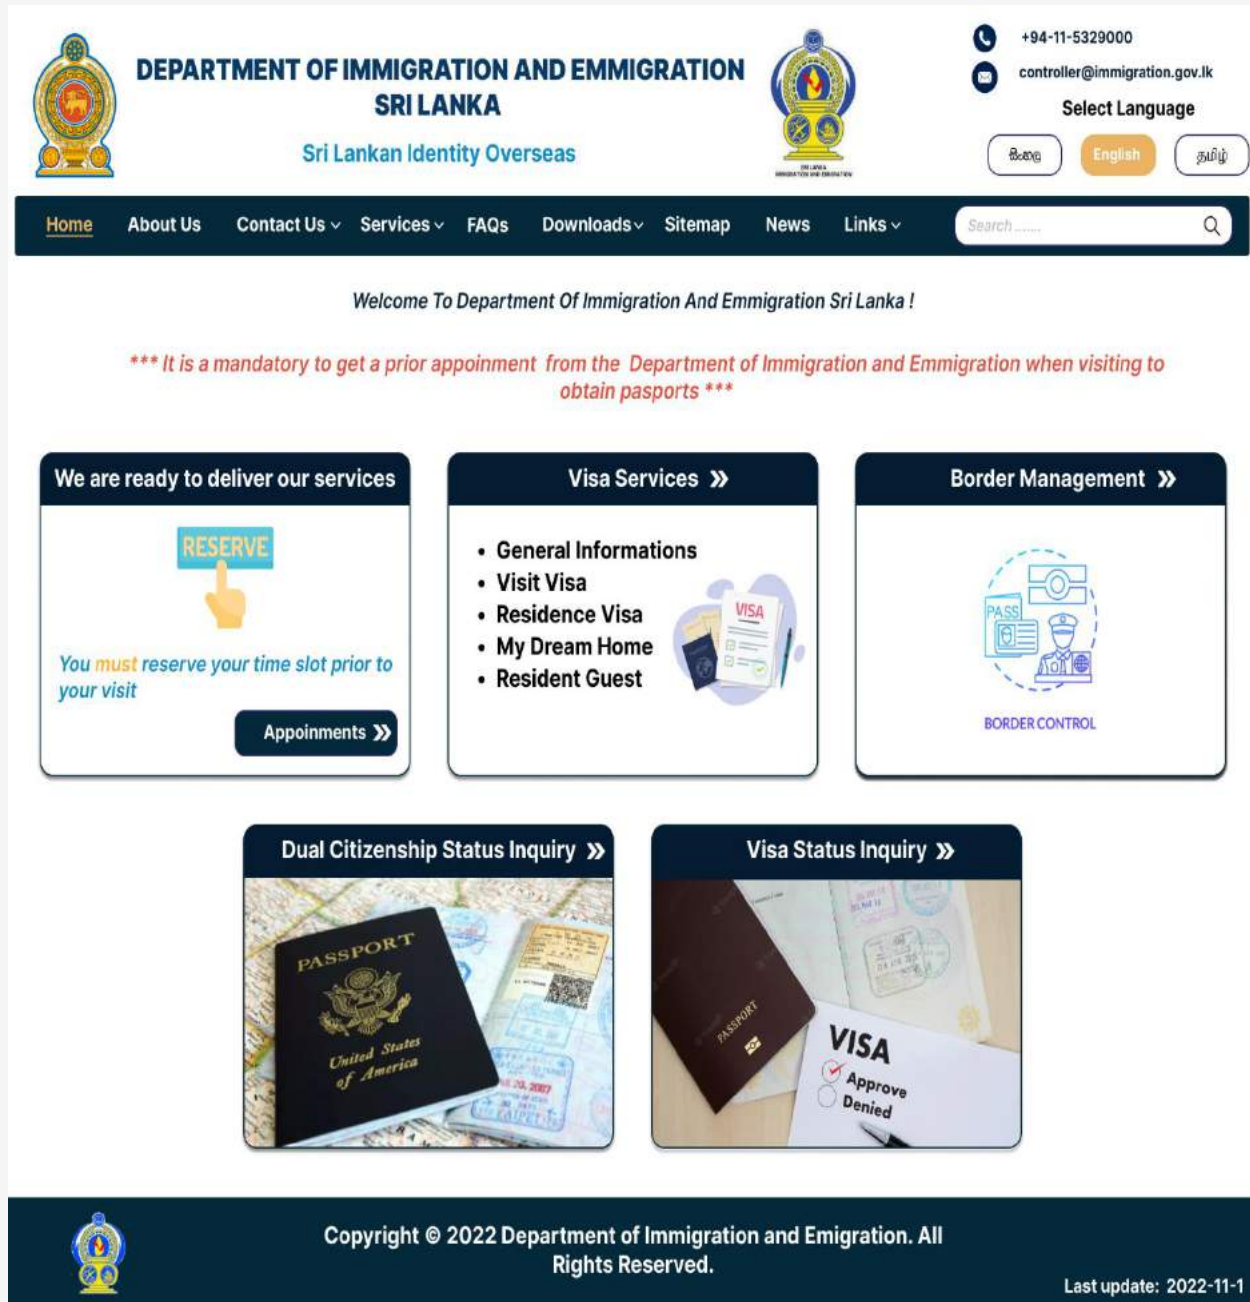 DEPARTMENT OF IMMIGRATION AND EMMIGRATION
SRI LANKA
Sri Lankan Identity Overseas
SRI LANKA
IMMIGRATION AND EMIGRATION
+94-11-5329000
controller@immigration.gov.lk
Select Language
සිංහල English தமிழ்
Home About Us Contact Us Services FAQs Downloads Sitemap News Links Search .......
Welcome To Department Of Immigration And Emmigration Sri Lanka !
*** It is a mandatory to get a prior appoinment from the Department of Immigration and Emmigration when visiting to
obtain pasports ***
We are ready to deliver our services
RESERVE
You must reserve your time slot prior to
your visit
Appoinments »
Visa Services »
• General Informations
• Visit Visa
• Residence Visa
• My Dream Home
• Resident Guest
VISA
Border Management »
PASS
BORDER CONTROL
Dual Citizenship Status Inquiry »
PASSPORT
United States
of America
Visa Status Inquiry »
PASSPORT
VISA
Approve
Denied
Copyright © 2022 Department of Immigration and Emigration. All
Rights Reserved.
Last update: 2022-11-1